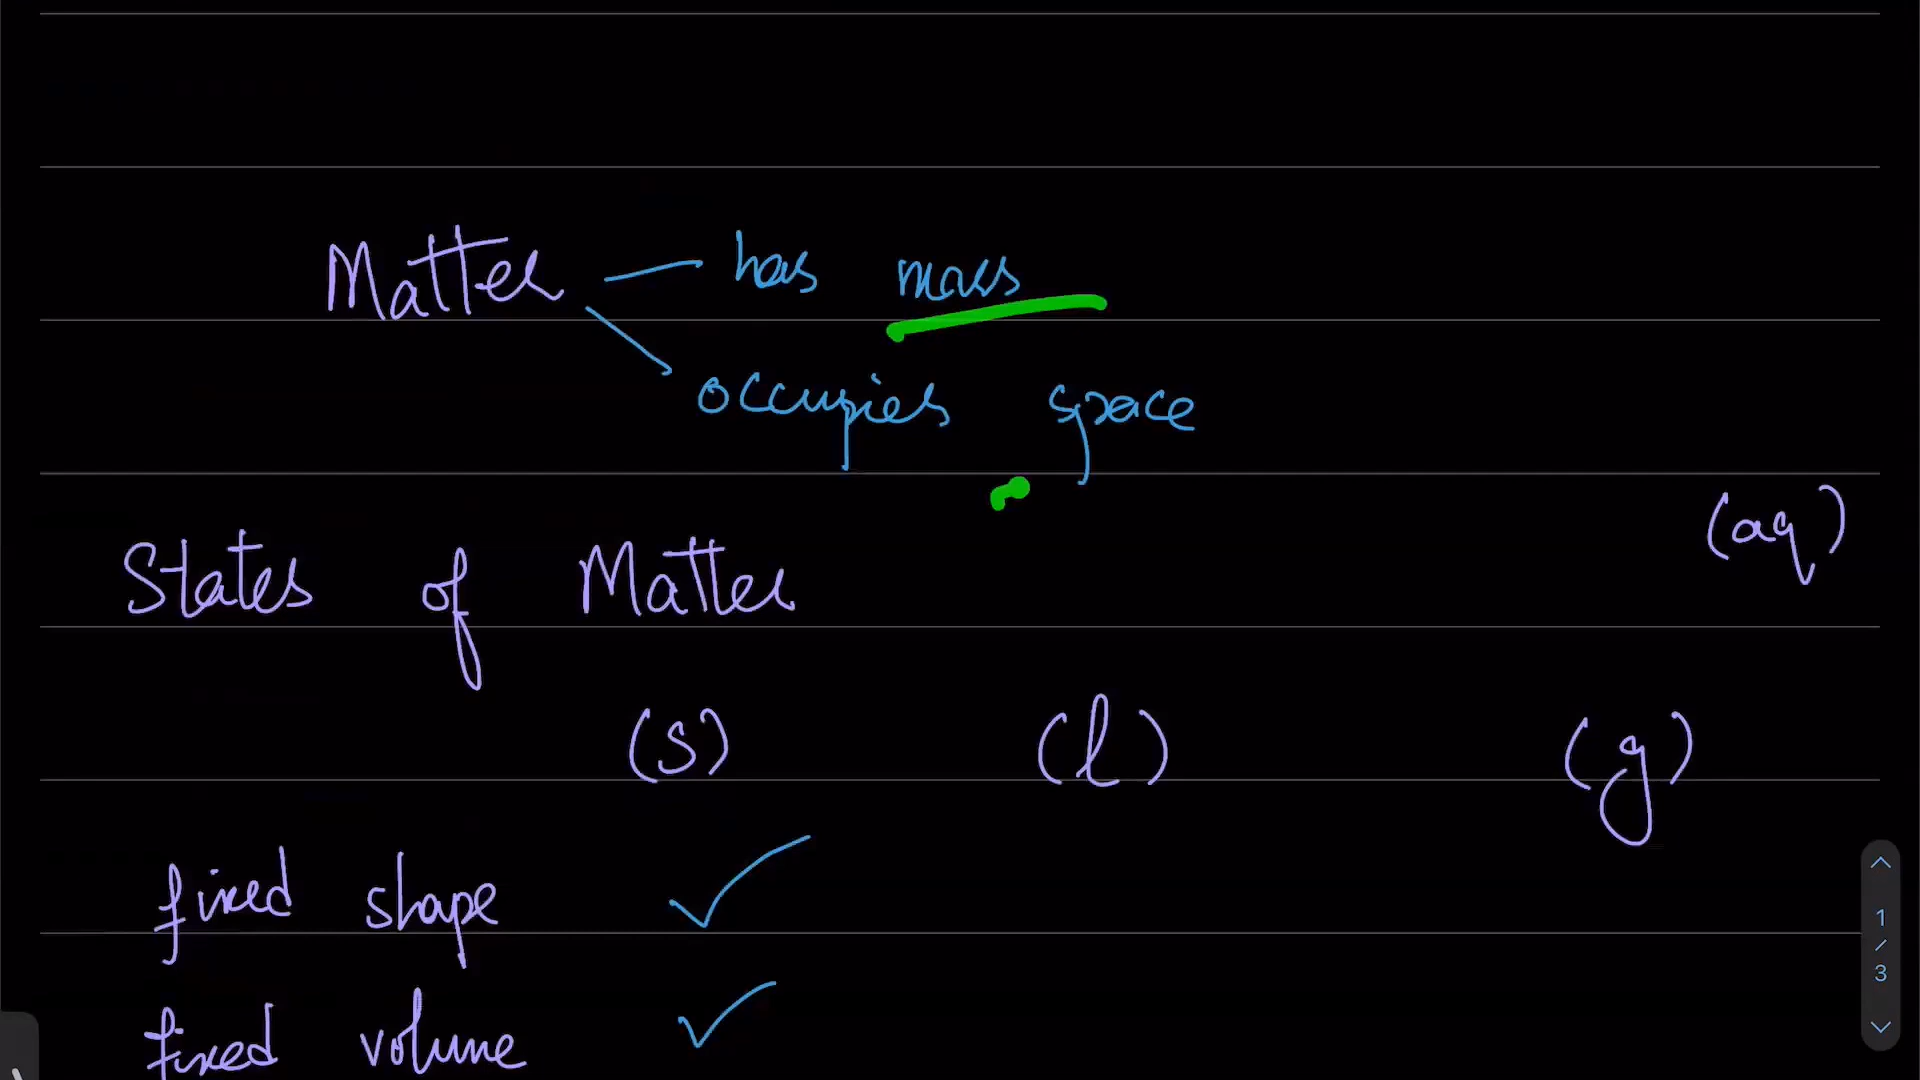 Matter has mass
occupies space
(aq)
States of Matter
(s) (l) (g)
fixed shape ✓
fixed volume ✓
1
/
3